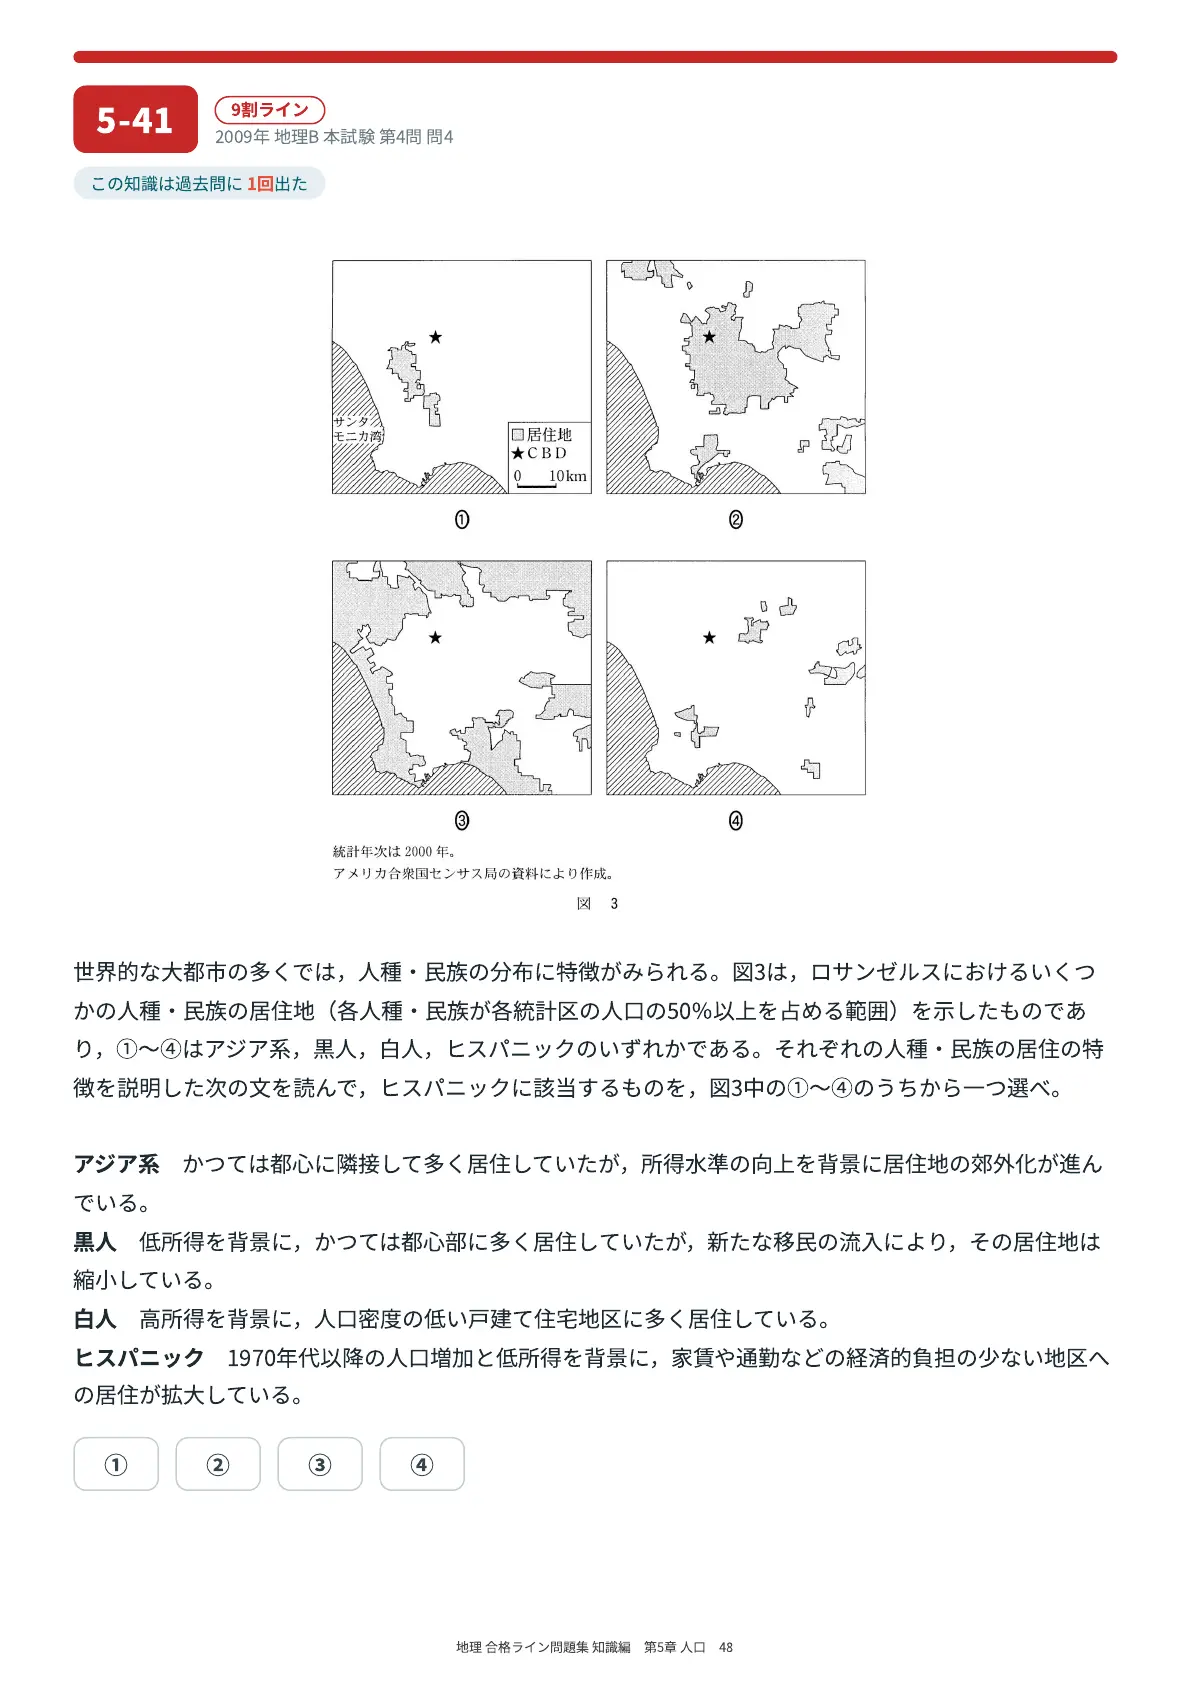 5-41
9割ライン
2009年 地理B 本試験 第4問 問4
この知識は過去問に 1回出た
サンタ
モニカ湾
居住地
★CBD
0 10km
①
②
③
④
統計年次は 2000 年。
アメリカ合衆国センサス局の資料により作成。
図 3
世界的な大都市の多くでは，人種・民族の分布に特徴がみられる。図3は，ロサンゼルスにおけるいくつ
かの人種・民族の居住地（各人種・民族が各統計区の人口の50％以上を占める範囲）を示したものであ
り，①〜④はアジア系，黒人，白人，ヒスパニックのいずれかである。それぞれの人種・民族の居住の特
徴を説明した次の文を読んで，ヒスパニックに該当するものを，図3中の①〜④のうちから一つ選べ。
アジア系　かつては都心に隣接して多く居住していたが，所得水準の向上を背景に居住地の郊外化が進ん
でいる。
黒人　低所得を背景に，かつては都心部に多く居住していたが，新たな移民の流入により，その居住地は
縮小している。
白人　高所得を背景に，人口密度の低い戸建て住宅地区に多く居住している。
ヒスパニック　1970年代以降の人口増加と低所得を背景に，家賃や通勤などの経済的負担の少ない地区へ
の居住が拡大している。
① ② ③ ④
地理 合格ライン問題集 知識編　第5章 人口　48